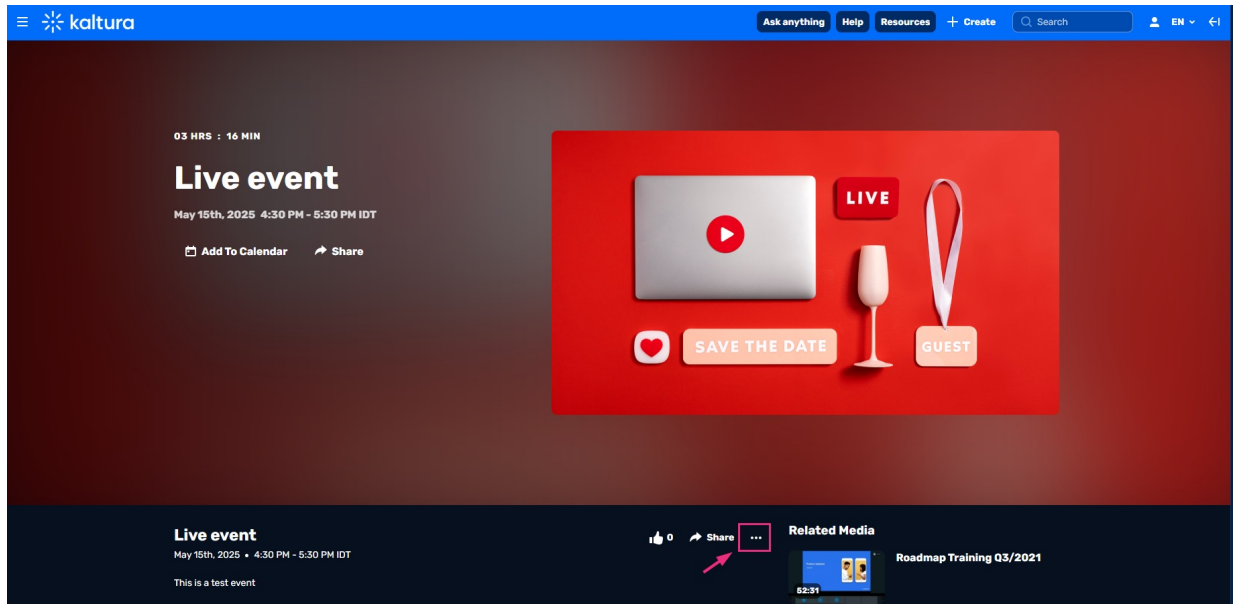 kaltura
Ask anything
Help
Resources
+ Create
Search
EN
03 HRS : 16 MIN
Live event
May 15th, 2025 4:30 PM - 5:30 PM IDT
Add To Calendar
Share
LIVE
SAVE THE DATE
GUEST
Live event
May 15th, 2025 • 4:30 PM - 5:30 PM IDT
This is a test event
0
Share
...
Related Media
Roadmap Training Q3/2021
52:31